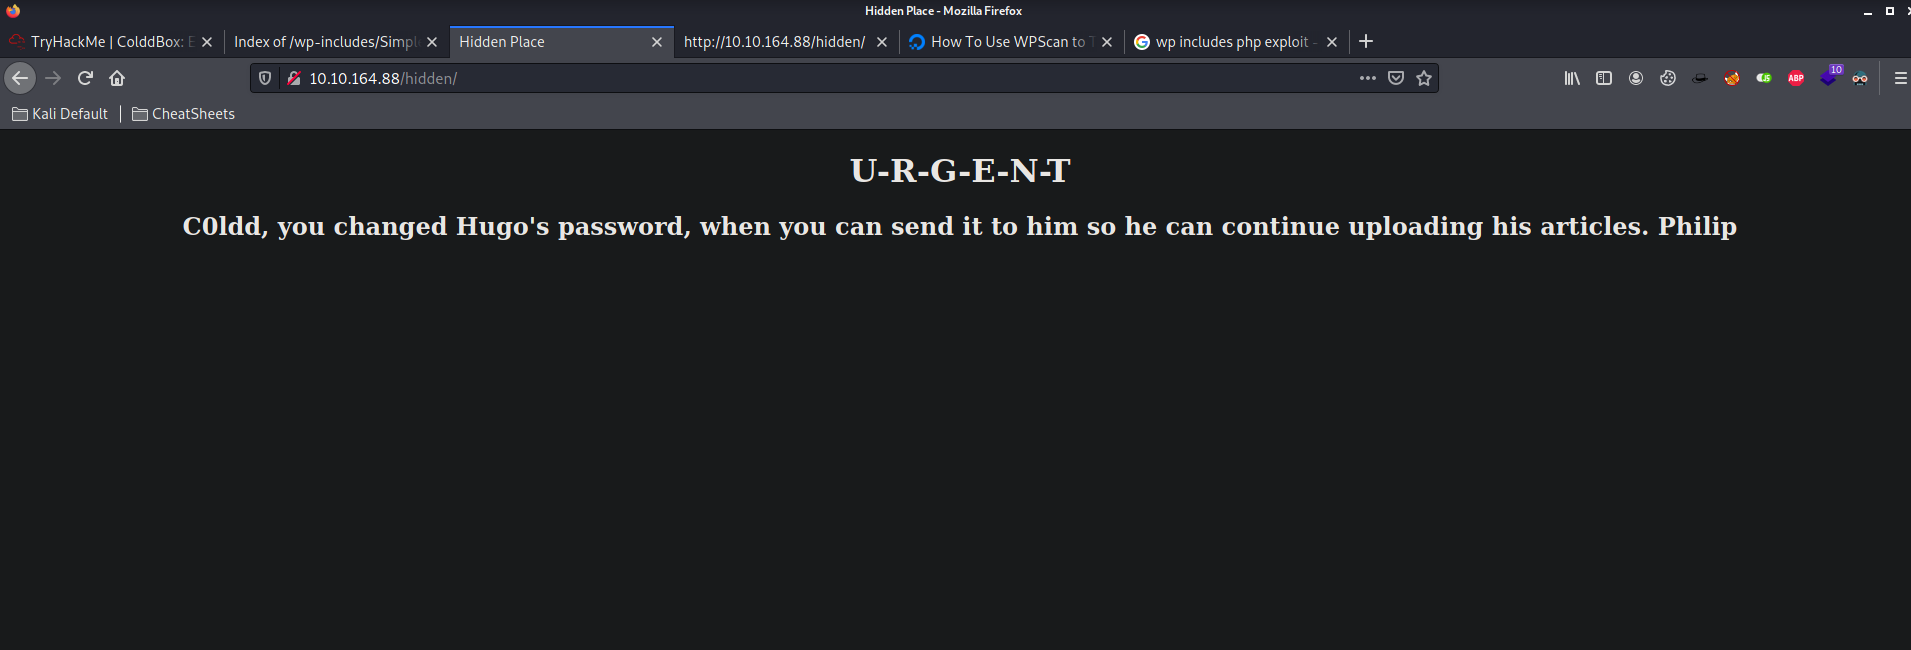 Hidden Place - Mozilla Firefox
TryHackMe | ColddBox: E
Index of /wp-includes/Simpl
Hidden Place
http://10.10.164.88/hidden/
How To Use WPScan to T
wp includes php exploit -
10.10.164.88/hidden/
JS
ABP
10
Kali Default
CheatSheets
U-R-G-E-N-T
C0ldd, you changed Hugo's password, when you can send it to him so he can continue uploading his articles. Philip